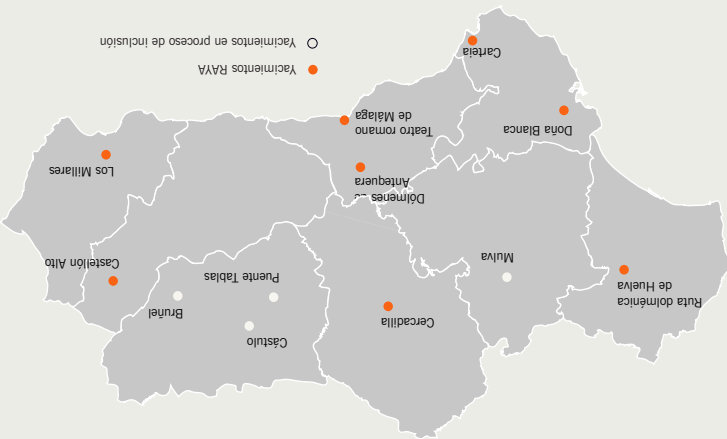 Cástulo
Cercadilla
Bruñel
Ruta dolménica
de Huelva
Puente Tablas
Castellón Alto
Mulva
Dólmenes de
Antequera
Los Millares
Doña Blanca
Teatro romano
de Málaga
Carteia
Yacimientos RAYA
Yacimientos en proceso de inclusión